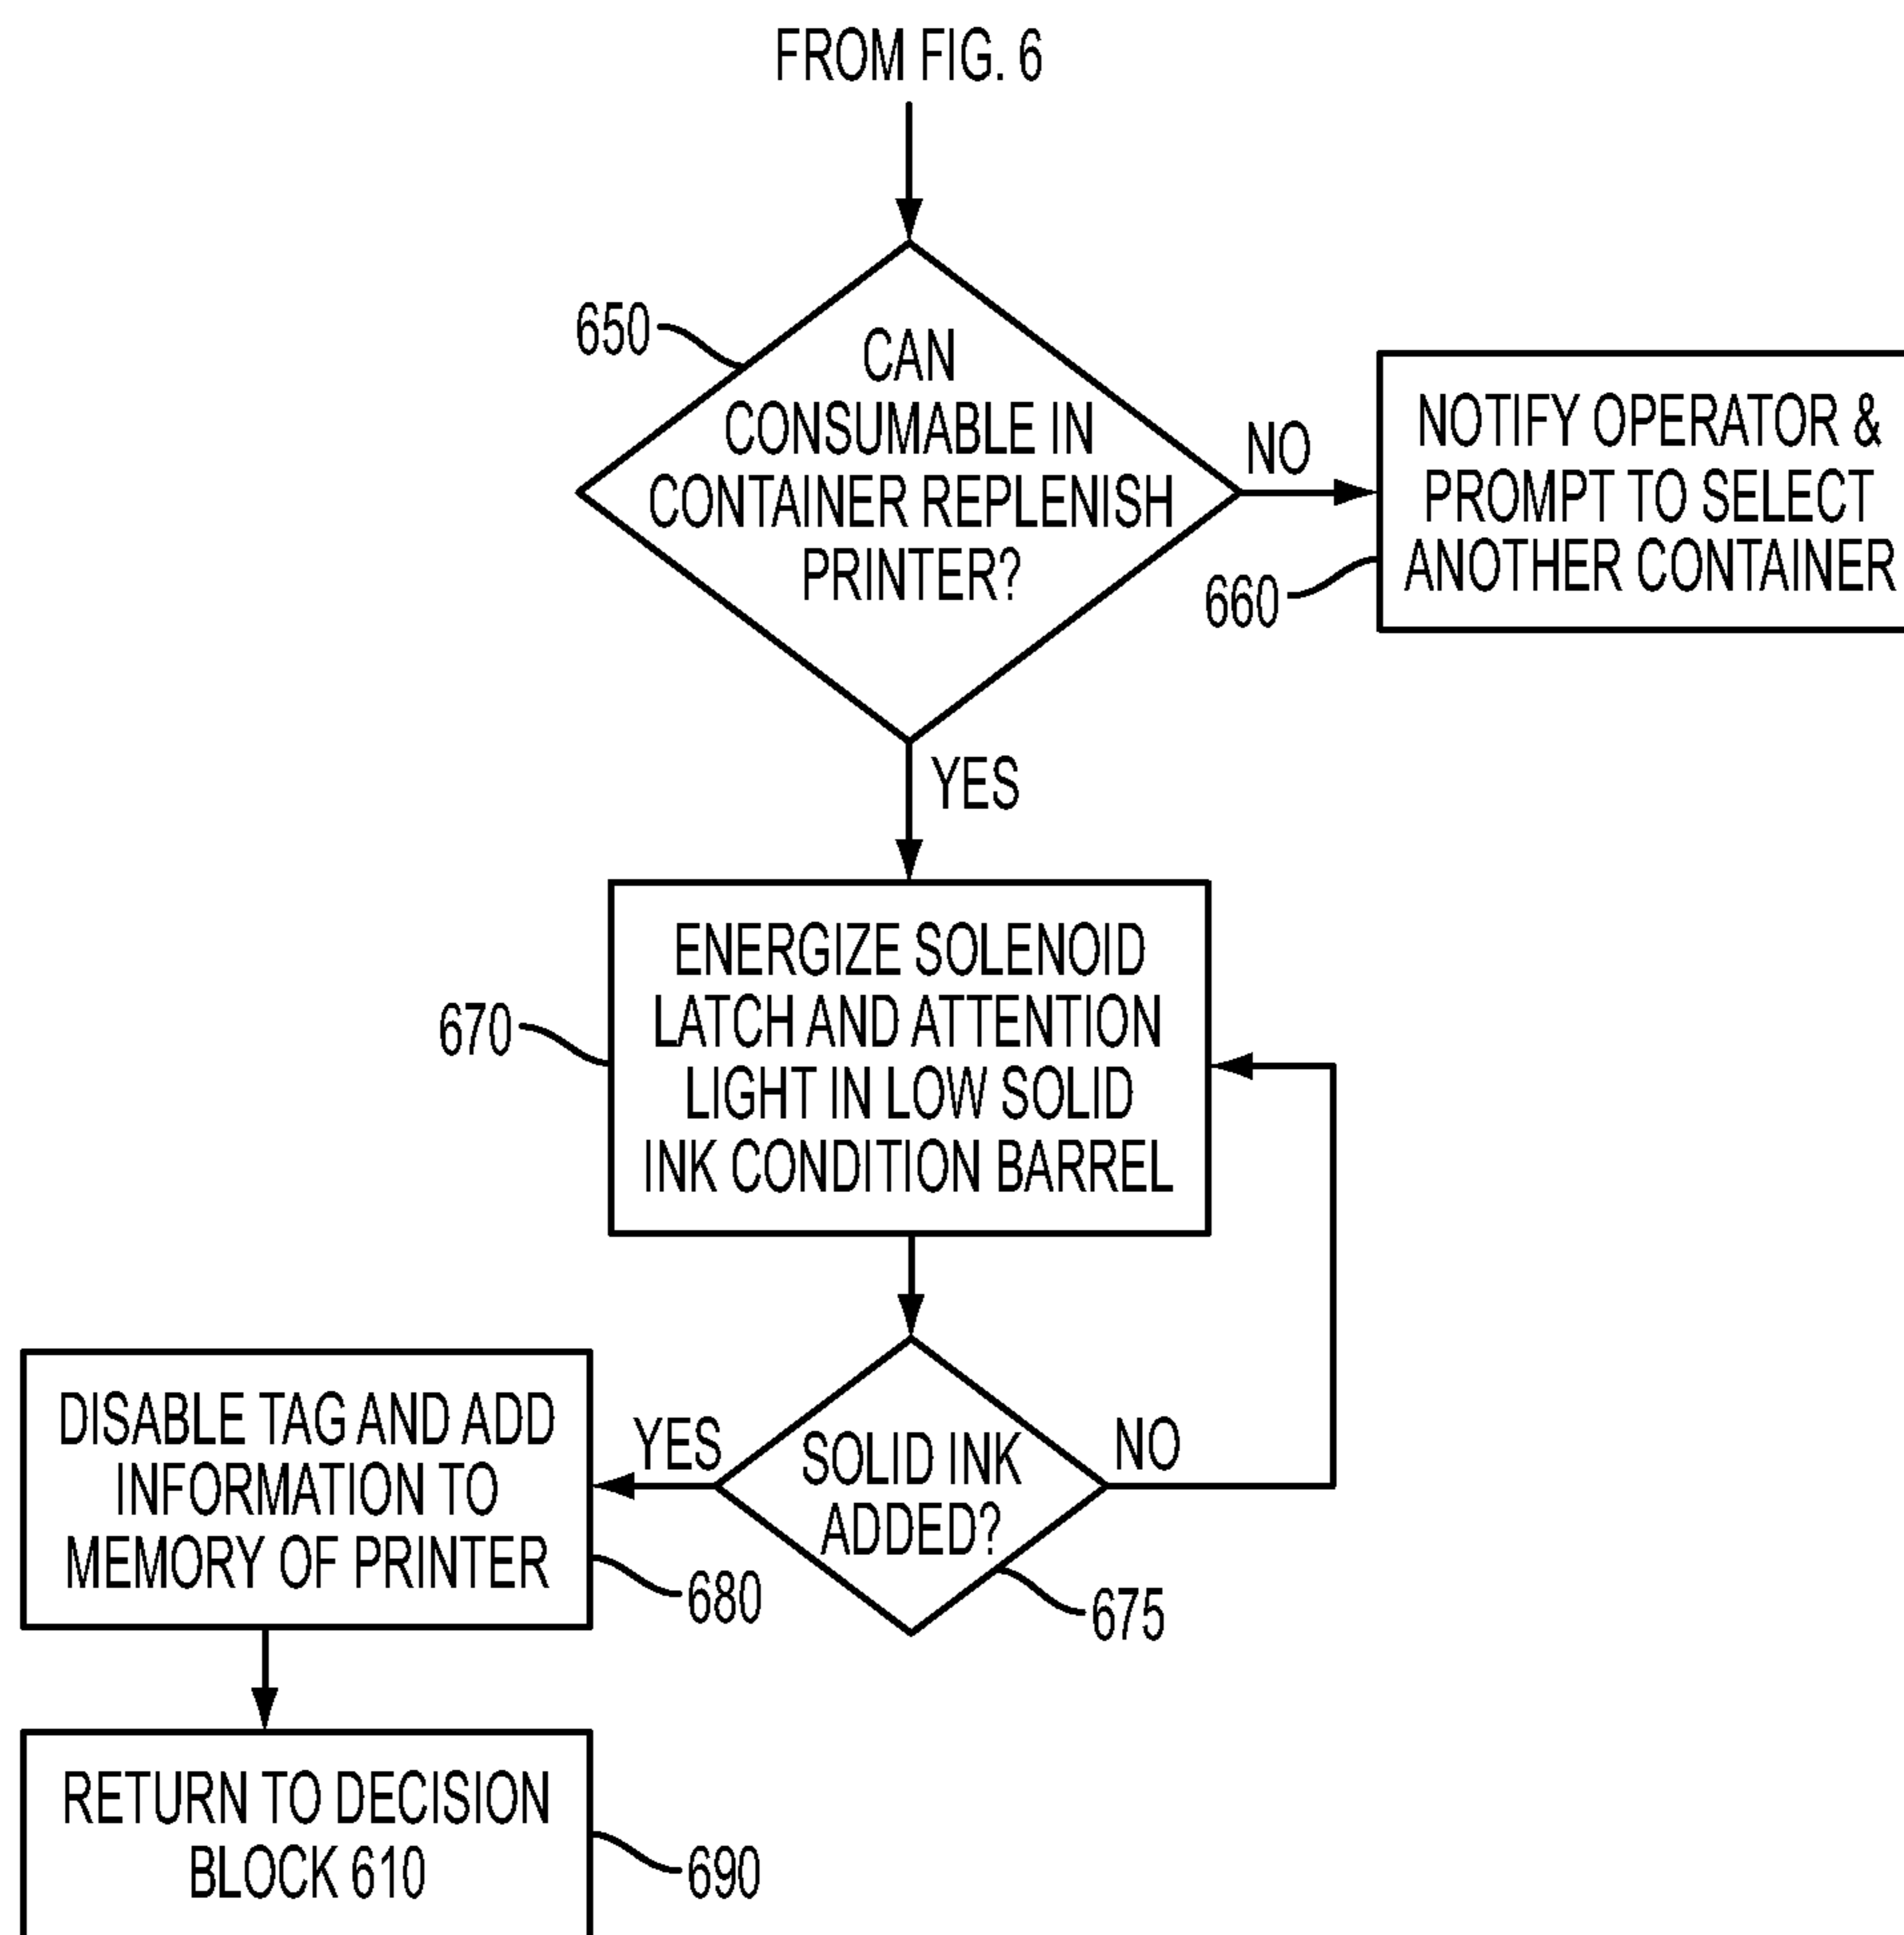 FROM FIG. 6
650
CAN
CONSUMABLE IN
CONTAINER REPLENISH
PRINTER?
NO
NOTIFY OPERATOR &
PROMPT TO SELECT
ANOTHER CONTAINER
660
YES
670
ENERGIZE SOLENOID
LATCH AND ATTENTION
LIGHT IN LOW SOLID
INK CONDITION BARREL
DISABLE TAG AND ADD
INFORMATION TO
MEMORY OF PRINTER
680
YES
SOLID INK
ADDED?
NO
675
RETURN TO DECISION
BLOCK 610
690